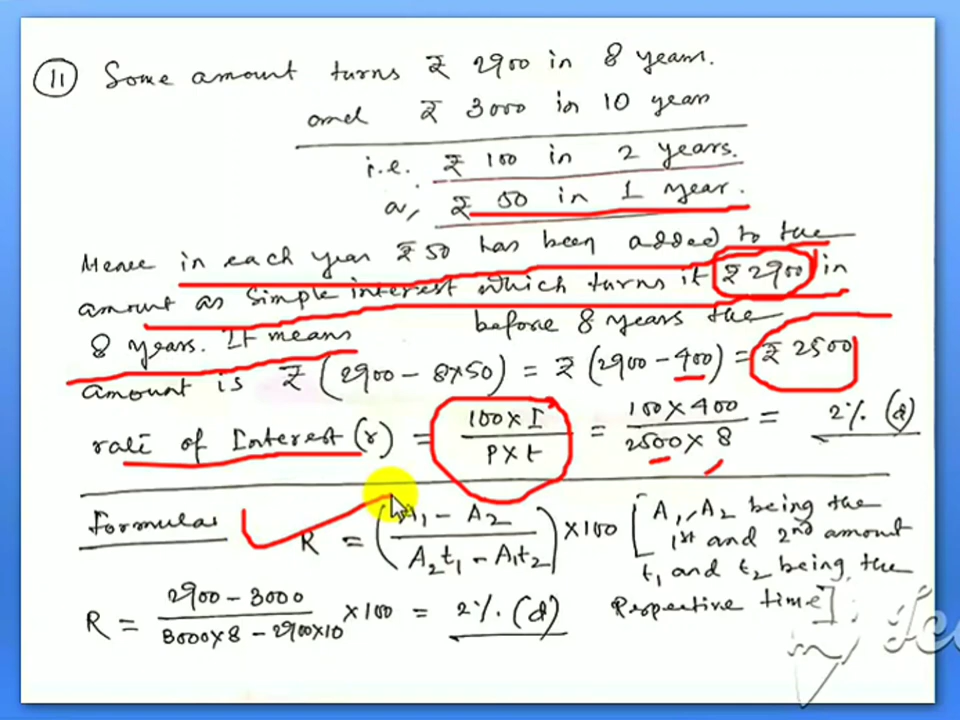 11 Some amount turns ₹ 2900 in 8 years.
and ₹ 3000 in 10 years
i.e. ₹ 100 in 2 years.
or, ₹ 50 in 1 year.
Hence in each year ₹ 50 has been added to the
amount as simple interest which turns it ₹ 2900 in
8 years. It means before 8 years the
amount is ₹ (2900 - 8×50) = ₹ (2900 - 400) = ₹ 2500
rate of Interest (r) = 100 × I / P × t = 100 × 400 / 2500 × 8 = 2%. (d)
Formula R = (A1 - A2 / A2t1 - A1t2) × 100 [A1, A2 being the
1st and 2nd amount
t1 and t2 being the
R = 2900 - 3000 / 3000×8 - 2900×10 × 100 = 2%. (d) Rspective time]